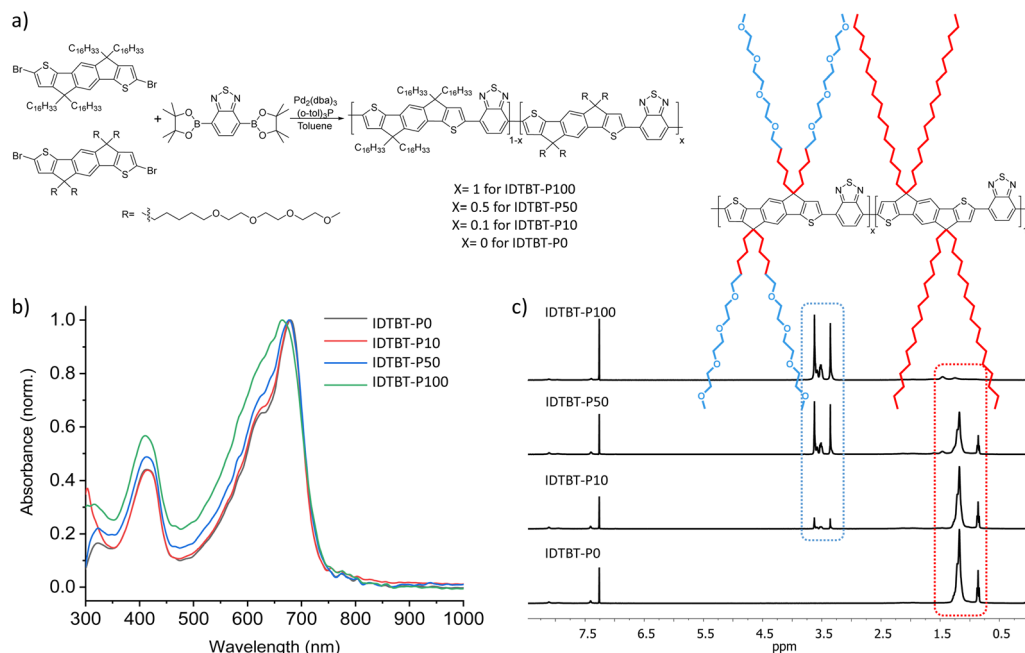 a)
C16H33 C16H33
Br
S
S
Br
C16H33 C16H33
+
N S N
O B
B O
Pd2(dba)3
(o-tol)3P
Toluene
C16H33 C16H33
S
S
C16H33 C16H33
N S N
1-x
R R
S
S
R R
N S N
x
R R
Br
S
S
Br
R R
R=
O O O O
X= 1 for IDTBT-P100
X= 0.5 for IDTBT-P50
X= 0.1 for IDTBT-P10
X= 0 for IDTBT-P0
O O
O O
O O
S
S
N S N
x
S
S
N S N
1-x
O O
O O
O O
b)
IDTBT-P0
IDTBT-P10
IDTBT-P50
IDTBT-P100
Absorbance (norm.)
1.0
0.8
0.6
0.4
0.2
0.0
300 400 500 600 700 800 900 1000
Wavelength (nm)
c)
IDTBT-P100
IDTBT-P50
IDTBT-P10
IDTBT-P0
7.5 6.5 5.5 4.5 3.5 2.5 1.5 0.5
ppm